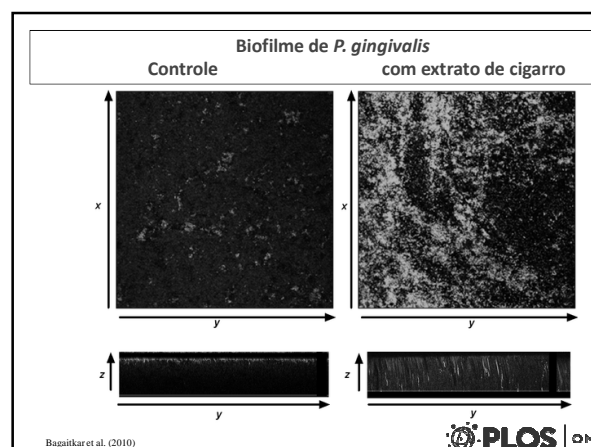 Biofilme de P. gingivalis
Controle com extrato de cigarro
x
y
x
y
z
y
z
y
Bagaitkar et al. (2010)
PLOS